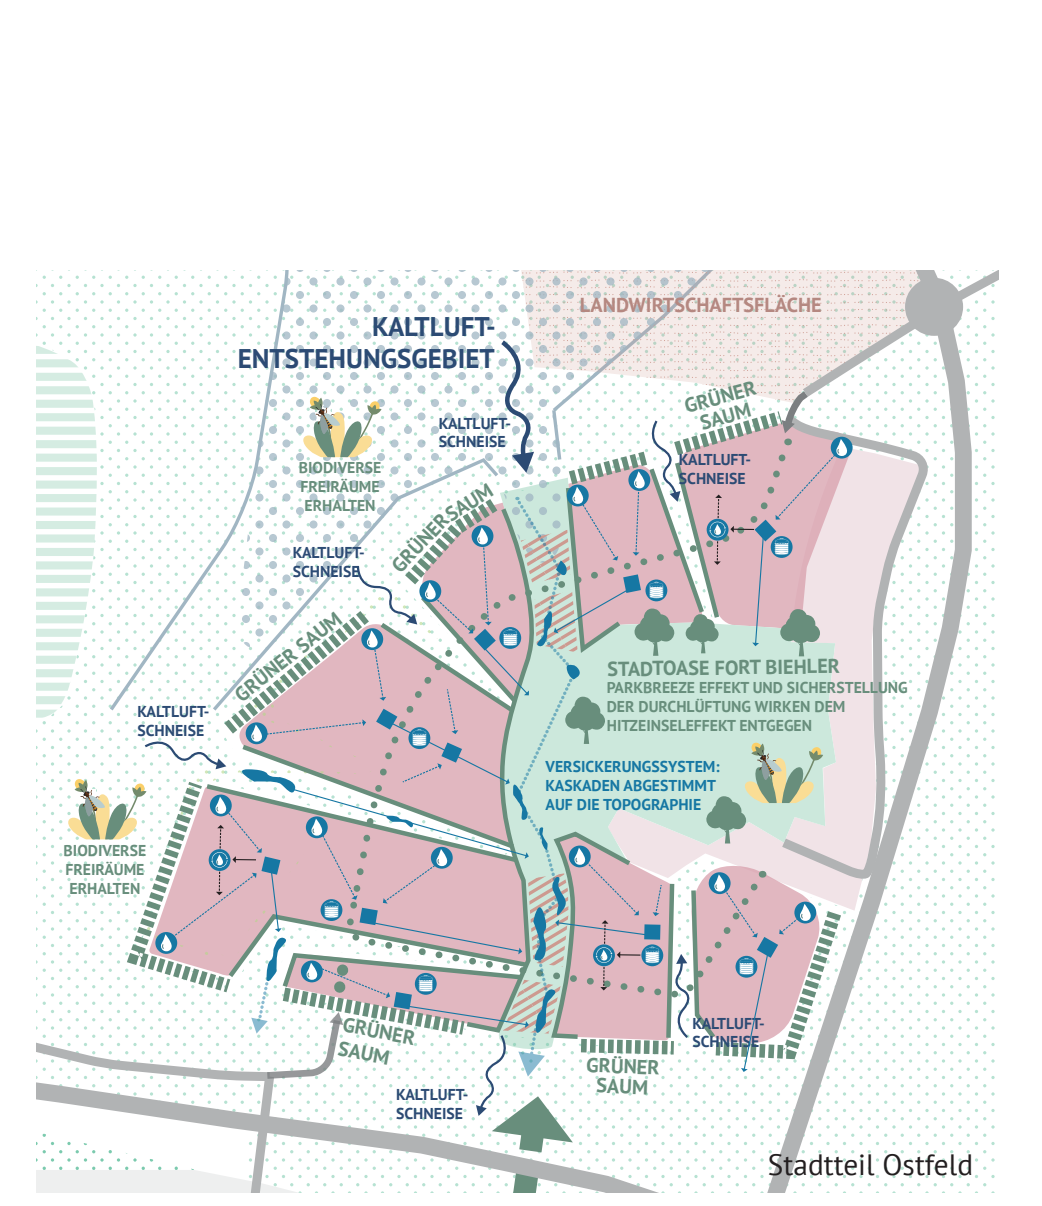 LANDWIRTSCHAFTSFLÄCHE
KALTLUFT-
ENTSTEHUNGSGEBIET
GRÜNER
SAUM
KALTLUFT-
SCHNEISE
KALTLUFT-
SCHNEISE
BIODIVERSE
FREIRÄUME
ERHALTEN
GRÜNER SAUM
KALTLUFT-
SCHNEISE
GRÜNER SAUM
STADTOASE FORT BIEHLER
PARKBREEZE EFFEKT UND SICHERSTELLUNG
DER DURCHLÜFTUNG WIRKEN DEM
HITZEINSELEFFEKT ENTGEGEN
KALTLUFT-
SCHNEISE
VERSICKERUNGSSYSTEM:
KASKADEN ABGESTIMMT
AUF DIE TOPOGRAPHIE
BIODIVERSE
FREIRÄUME
ERHALTEN
GRÜNER
SAUM
KALTLUFT-
SCHNEISE
GRÜNER
SAUM
KALTLUFT-
SCHNEISE
Stadtteil Ostfeld